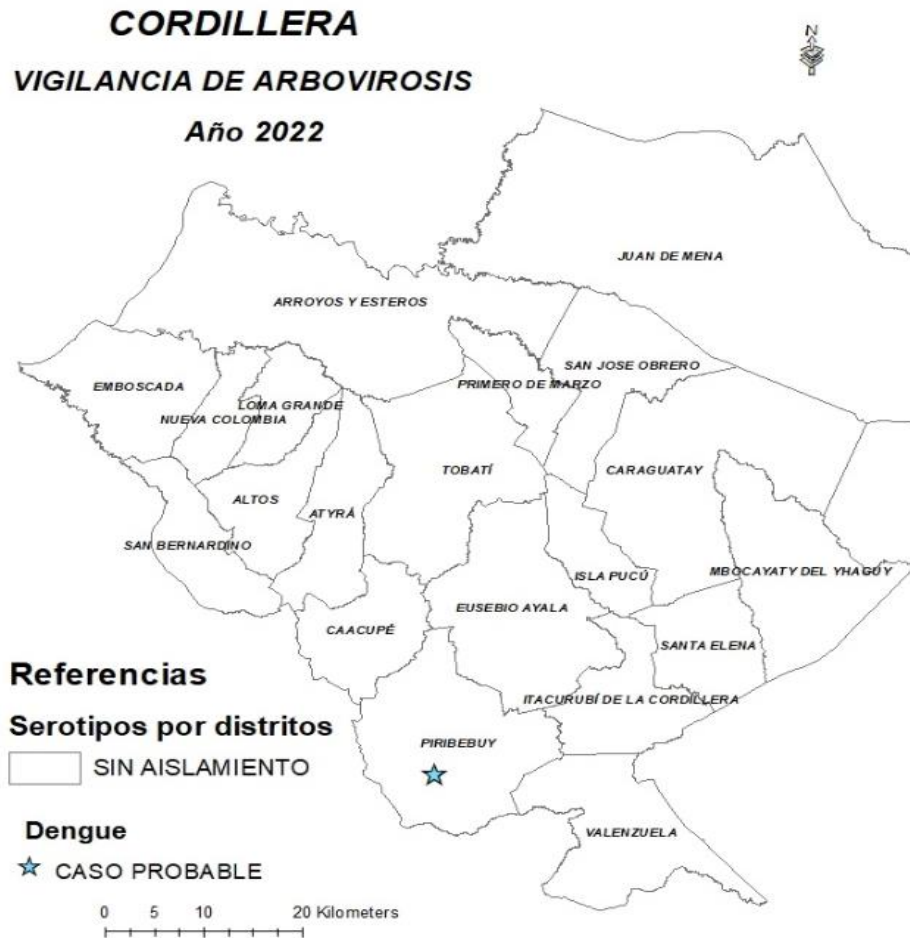 CORDILLERA
VIGILANCIA DE ARBOVIROSIS
Año 2022
N
JUAN DE MENA
ARROYOS Y ESTEROS
SAN JOSE OBRERO
PRIMERO DE MARZO
EMBOSCADA
LOMA GRANDE
NUEVA COLOMBIA
TOBATÍ
CARAGUATAY
ALTOS
ATYRÁ
SAN BERNARDINO
ISLA PUCÚ
MBOCAYATY DEL YHAGUY
EUSEBIO AYALA
CAACUPÉ
SANTA ELENA
ITACURUBÍ DE LA CORDILLERA
PIRIBEBUY
VALENZUELA
Referencias
Serotipos por distritos
SIN AISLAMIENTO
Dengue
CASO PROBABLE
0 5 10 20 Kilometers